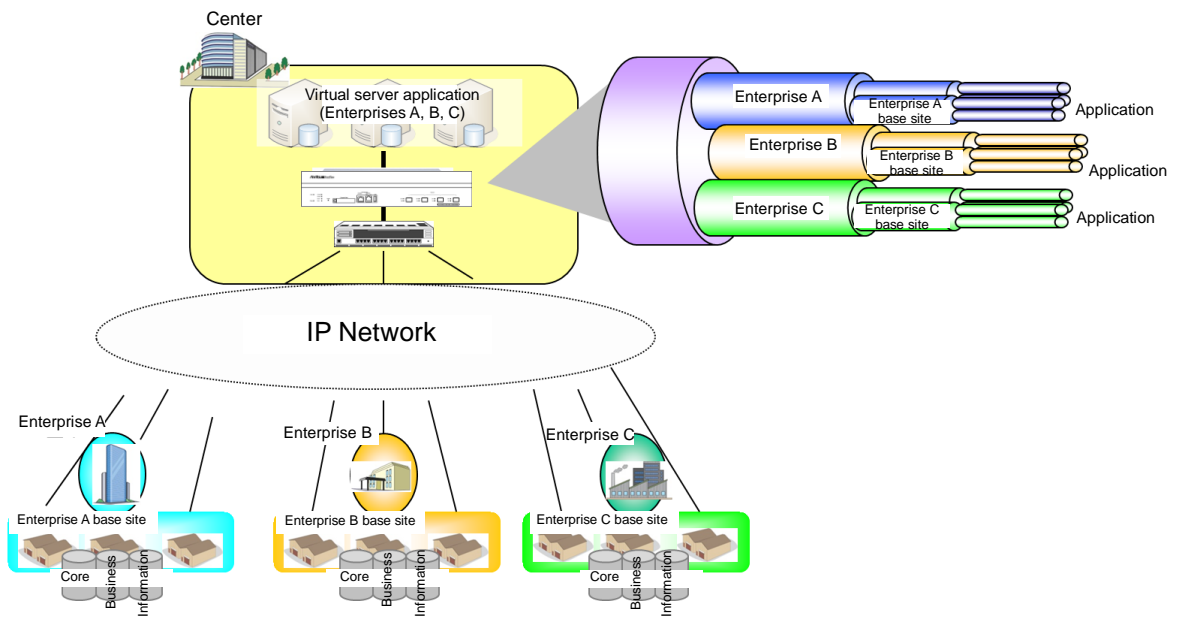 Center
Virtual server application
(Enterprises A, B, C)
Enterprise A
Enterprise A
base site
Application
Enterprise B
Enterprise B
base site
Application
Enterprise C
Enterprise C
base site
Application
IP Network
Enterprise A
Enterprise B
Enterprise C
Enterprise A base site
Enterprise B base site
Enterprise C base site
Core
Business
Information
Core
Business
Information
Core
Business
Information